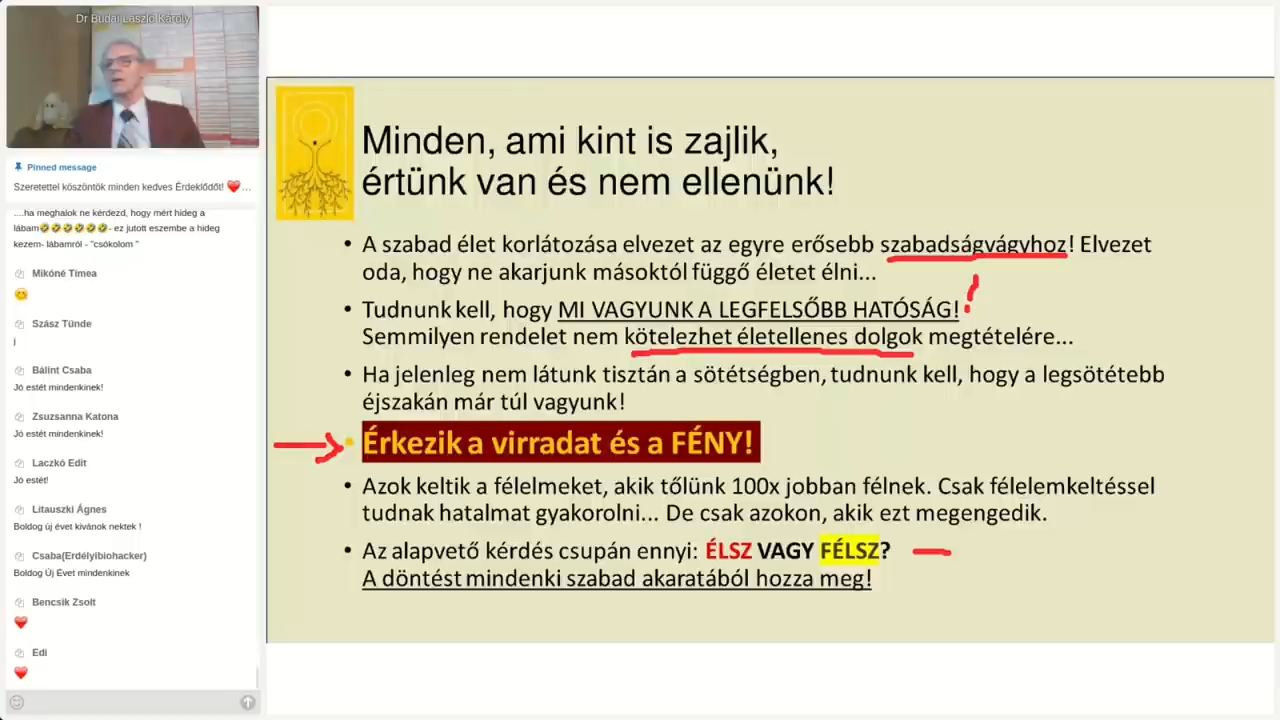 Dr Budai László Károly
Pinned message
Szeretettel köszöntök minden kedves Érdeklődőt! ❤️ ...
....ha meghalok ne kérdezd, hogy mért hideg a
lábam🤣🤣🤣🤣🤣🤣- ez jutott eszembe a hideg
kezem- lábamról - "csókolom "
Mikóné Tímea
Szász Tünde
j
Bálint Csaba
Jó estét mindenkinek!
Zsuzsanna Katona
Jó estét mindenkinek!
Laczkó Edit
Jó estét!
Litauszki Ágnes
Boldog új évet kivánok nektek !
Csaba(Erdélyibiohacker)
Boldog Új Évet mindenkinek
Bencsik Zsolt
❤️
Edi
❤️
Minden, ami kint is zajlik,
értünk van és nem ellenünk!
• A szabad élet korlátozása elvezet az egyre erősebb szabadságvágyhoz! Elvezet
oda, hogy ne akarjunk másoktól függő életet élni...
• Tudnunk kell, hogy MI VAGYUNK A LEGFELSŐBB HATÓSÁG! !
Semmilyen rendelet nem kötelezhet életellenes dolgok megtételére...
• Ha jelenleg nem látunk tisztán a sötétségben, tudnunk kell, hogy a legsötétebb
éjszakán már túl vagyunk!
• Érkezik a virradat és a FÉNY!
• Azok keltik a félelmeket, akik tőlünk 100x jobban félnek. Csak félelemkeltéssel
tudnak hatalmat gyakorolni... De csak azokon, akik ezt megengedik.
• Az alapvető kérdés csupán ennyi: ÉLSZ VAGY FÉLSZ?
A döntést mindenki szabad akaratából hozza meg!